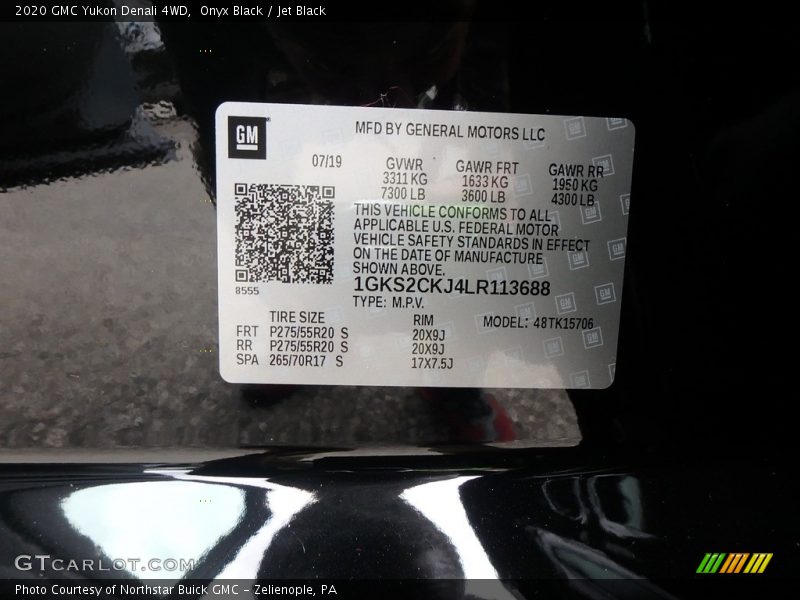 2020 GMC Yukon Denali 4WD,  Onyx Black / Jet Black
GM
MFD BY GENERAL MOTORS LLC
07/19 GVWR GAWR FRT GAWR RR
3311 KG 1633 KG 1950 KG
7300 LB 3600 LB 4300 LB
THIS VEHICLE CONFORMS TO ALL
APPLICABLE U.S. FEDERAL MOTOR
VEHICLE SAFETY STANDARDS IN EFFECT
ON THE DATE OF MANUFACTURE
SHOWN ABOVE.
8555
1GKS2CKJ4LR113688
TYPE: M.P.V.
TIRE SIZE RIM MODEL: 48TK15706
FRT P275/55R20 S 20X9J
RR P275/55R20 S 20X9J
SPA 265/70R17 S 17X7.5J
GTcarlot.com
Photo Courtesy of Northstar Buick GMC - Zelienople, PA